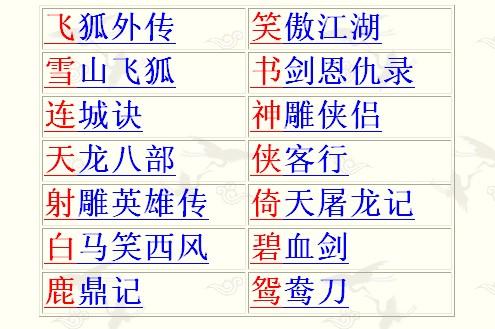 飞狐外传 笑傲江湖
雪山飞狐 书剑恩仇录
连城诀 神雕侠侣
天龙八部 侠客行
射雕英雄传 倚天屠龙记
白马笑西风 碧血剑
鹿鼎记 鸳鸯刀